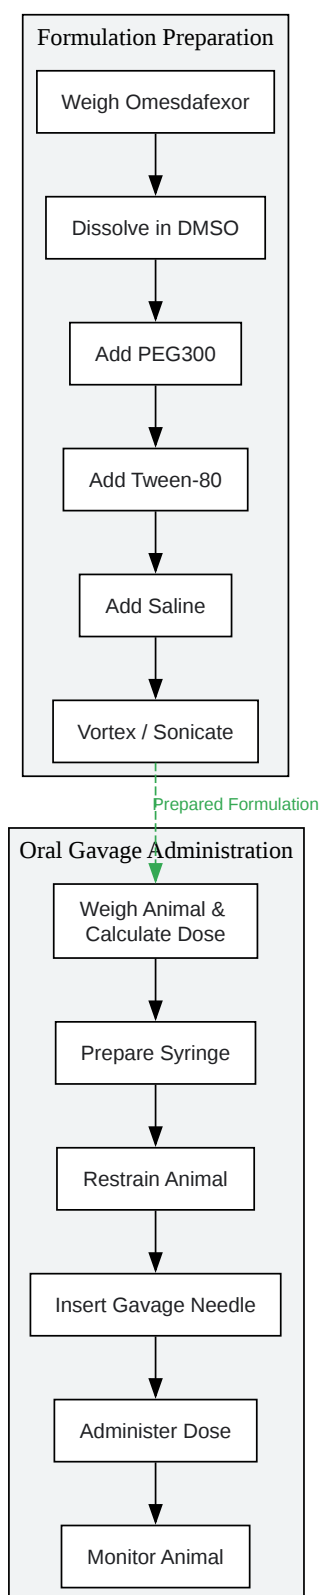 Formulation Preparation
Weigh Omesdafexor
Dissolve in DMSO
Add PEG300
Add Tween-80
Add Saline
Vortex / Sonicate
Prepared Formulation
Oral Gavage Administration
Weigh Animal &
Calculate Dose
Prepare Syringe
Restrain Animal
Insert Gavage Needle
Administer Dose
Monitor Animal